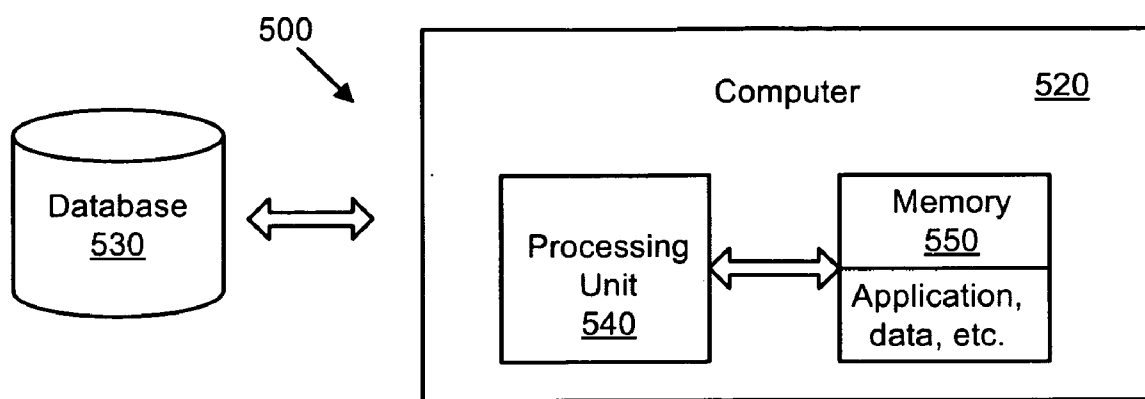 500
Computer
520
Database
530
Processing
Unit
540
Memory
550
Application,
data, etc.